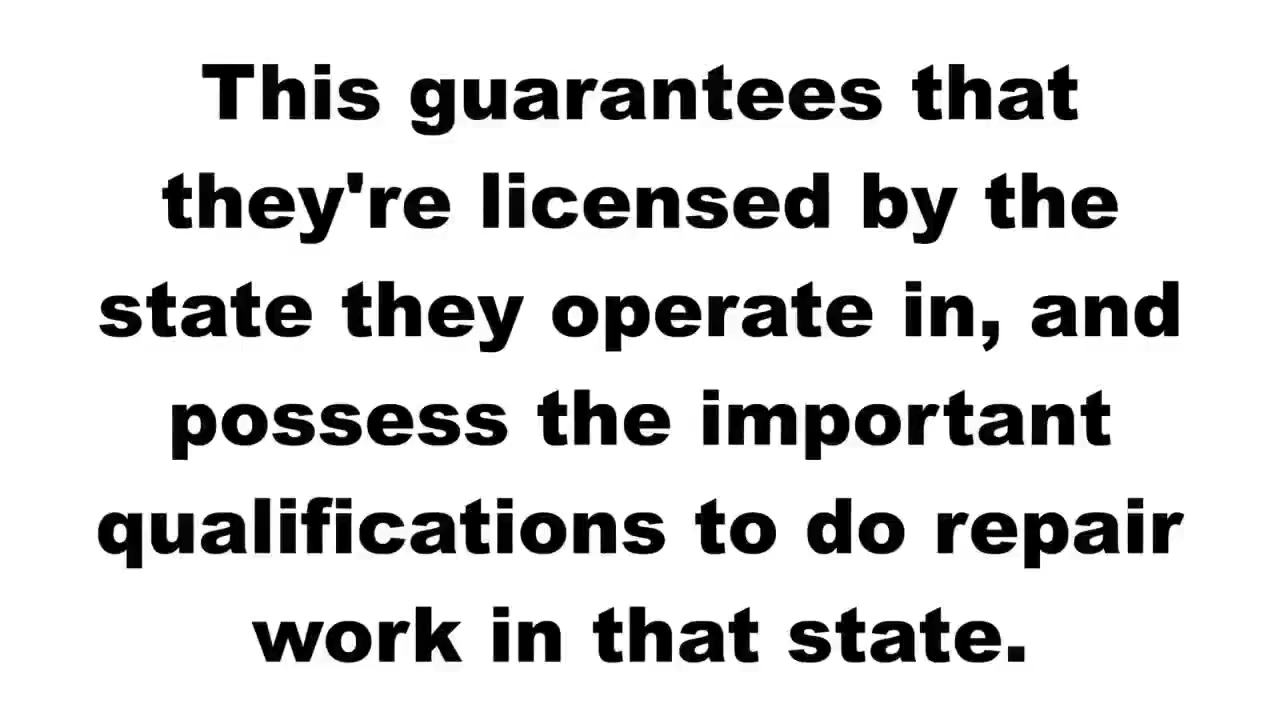 This guarantees that
they're licensed by the
state they operate in, and
possess the important
qualifications to do repair
work in that state.